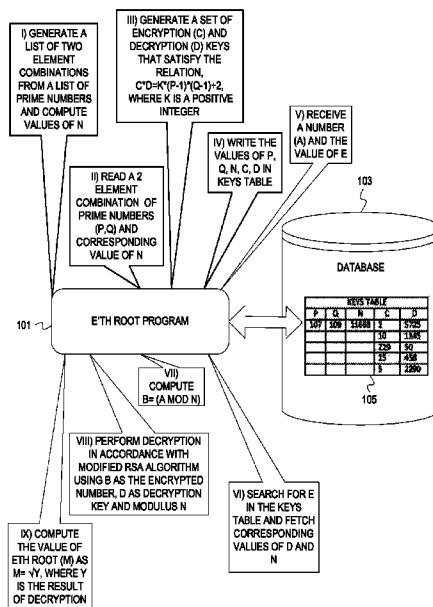 I) GENERATE A
LIST OF TWO
ELEMENT
COMBINATIONS
FROM A LIST OF
PRIME NUMBERS
AND COMPUTE
VALUES OF N
III) GENERATE A SET OF
ENCRYPTION (C) AND
DECRYPTION (D) KEYS
THAT SATISFY THE
RELATION,
C*D=K*(P-1)*(Q-1)+2,
WHERE K IS A POSITIVE
INTEGER
II) READ A 2
ELEMENT
COMBINATION OF
PRIME NUMBERS
(P,Q) AND
CORRESPONDING
VALUE OF N
IV) WRITE THE
VALUES OF P,
Q, N, C, D IN
KEYS TABLE
V) RECEIVE
A NUMBER
(A) AND THE
VALUE OF E
103
DATABASE
KEYS TABLE
P Q N C D
107 109 11663 2 5725
10 1145
229 50
25 458
5 2290
105
101
E'TH ROOT PROGRAM
VII)
COMPUTE
B= (A MOD N)
VIII) PERFORM DECRYPTION
IN ACCORDANCE WITH
MODIFIED RSA ALGORITHM
USING B AS THE ENCRYPTED
NUMBER, D AS DECRYPTION
KEY AND MODULUS N
VI) SEARCH FOR E
IN THE KEYS
TABLE AND FETCH
CORRESPONDING
VALUES OF D AND
N
IX) COMPUTE
THE VALUE OF
ETH ROOT (M) AS
M= √Y, WHERE Y
IS THE RESULT
OF DECRYPTION